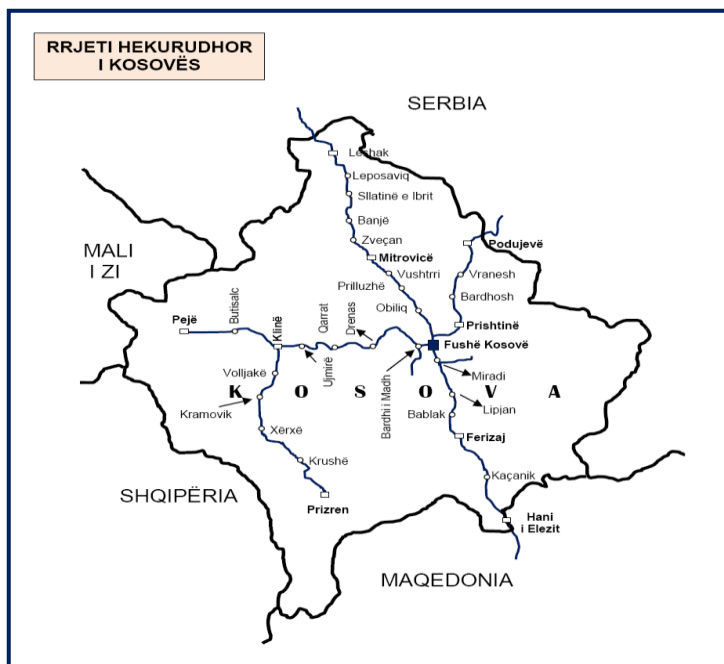 RRJETI HEKURUDHOR
I KOSOVËS
SERBIA
Leshak
Leposaviq
Sllatinë e Ibrit
Banjë
Zveçan
Mitrovicë
Podujevë
MALI
I ZI
Vushtrri
Vranesh
Prilluzhë
Bardhosh
Obiliq
Pejë
Butisalc
Klinë
Qarrat
Drenas
Prishtinë
Fushë Kosovë
Ujmirë
Bardhi i Madh
Miradi
Volljakë
K O S O V A
Kramovik
Bablak
Lipjan
Xërxë
Ferizaj
Krushë
Kaçanik
SHQIPËRIA
Prizren
Hani
i Elezit
MAQEDONIA